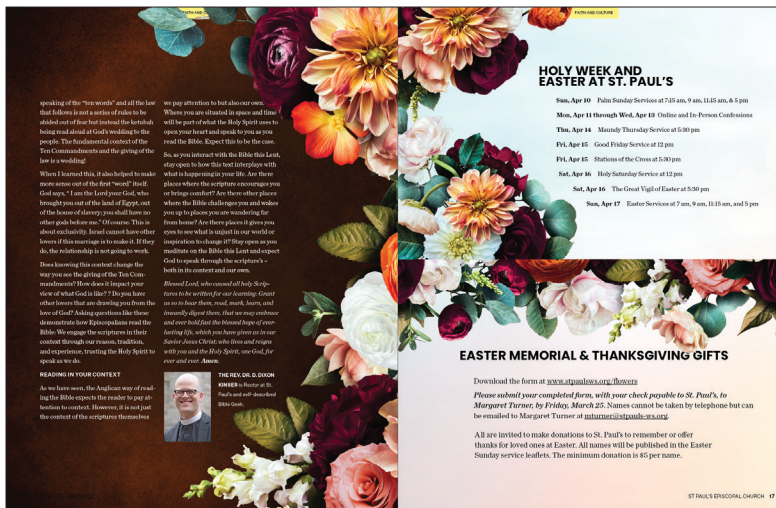 FAITH AND CU
speaking of the "ten words" and all the law
that follows is not a series of rules to be
abided out of fear but instead the ketubah
being read aloud at God's wedding to the
people. The fundamental context of the
Ten Commandments and the giving of the
law is a wedding!
When I learned this, it also helped to make
more sense out of the first "word" itself.
God says, " I am the Lord your God, who
brought you out of the land of Egypt, out
of the house of slavery; you shall have no
other gods before me." Of course. This is
about exclusivity. Israel cannot have other
lovers if this marriage is to make it. If they
do, the relationship is not going to work.
Does knowing this context change the
way you see the giving of the Ten Com-
mandments? How does it impact your
view of what God is like? ? Do you have
other lovers that are drawing you from the
love of God? Asking questions like these
demonstrate how Episcopalians read the
Bible: We engage the scriptures in their
context through our reason, tradition,
and experience, trusting the Holy Spirit to
speak as we do.
READING IN YOUR CONTEXT
As we have seen, the Anglican way of read-
ing the Bible expects the reader to pay at-
tention to context. However, it is not just
the context of the scriptures themselves
we pay attention to but also our own.
Where you are situated in space and time
will be part of what the Holy Spirit uses to
open your heart and speak to you as you
read the Bible. Expect this to be the case.
So, as you interact with the Bible this Lent,
stay open to how this text interplays with
what is happening in your life. Are there
places where the scripture encourages you
or brings comfort? Are there other places
where the Bible challenges you and wakes
you up to places you are wandering far
from home? Are there places it gives you
eyes to see what is unjust in our world or
inspiration to change it? Stay open as you
meditate on the Bible this Lent and expect
God to speak through the scripture's –
both in its context and our own.
Blessed Lord, who caused all holy Scrip-
tures to be written for our learning: Grant
us so to hear them, read, mark, learn, and
inwardly digest them, that we may embrace
and ever hold fast the blessed hope of ever-
lasting life, which you have given us in our
Savior Jesus Christ; who lives and reigns
with you and the Holy Spirit, one God, for
ever and ever. Amen.
THE REV. DR. D. DIXON
KINSER is Rector at St.
Paul's and self-described
Bible Geek.
FAITH AND CULTURE
HOLY WEEK AND
EASTER AT ST. PAUL'S
Sun, Apr 10 Palm Sunday Services at 7:15 am, 9 am, 11:15 am, & 5 pm
Mon, Apr 11 through Wed, Apr 13 Online and In-Person Confessions
Thu, Apr 14 Maundy Thursday Service at 5:30 pm
Fri, Apr 15 Good Friday Service at 12 pm
Fri, Apr 15 Stations of the Cross at 5:30 pm
Sat, Apr 16 Holy Saturday Service at 12 pm
Sat, Apr 16 The Great Vigil of Easter at 5:30 pm
Sun, Apr 17 Easter Services at 7 am, 9 am, 11:15 am, and 5 pm
EASTER MEMORIAL & THANKSGIVING GIFTS
Download the form at www.stpaulsws.org/flowers
Please submit your completed form, with your check payable to St. Paul's, to
Margaret Turner, by Friday, March 25. Names cannot be taken by telephone but can
be emailed to Margaret Turner at mturner@stpauls-ws.org.
All are invited to make donations to St. Paul's to remember or offer
thanks for loved ones at Easter. All names will be published in the Easter
Sunday service leaflets. The minimum donation is $5 per name.
ST PAUL'S EPISCOPAL CHURCH 17